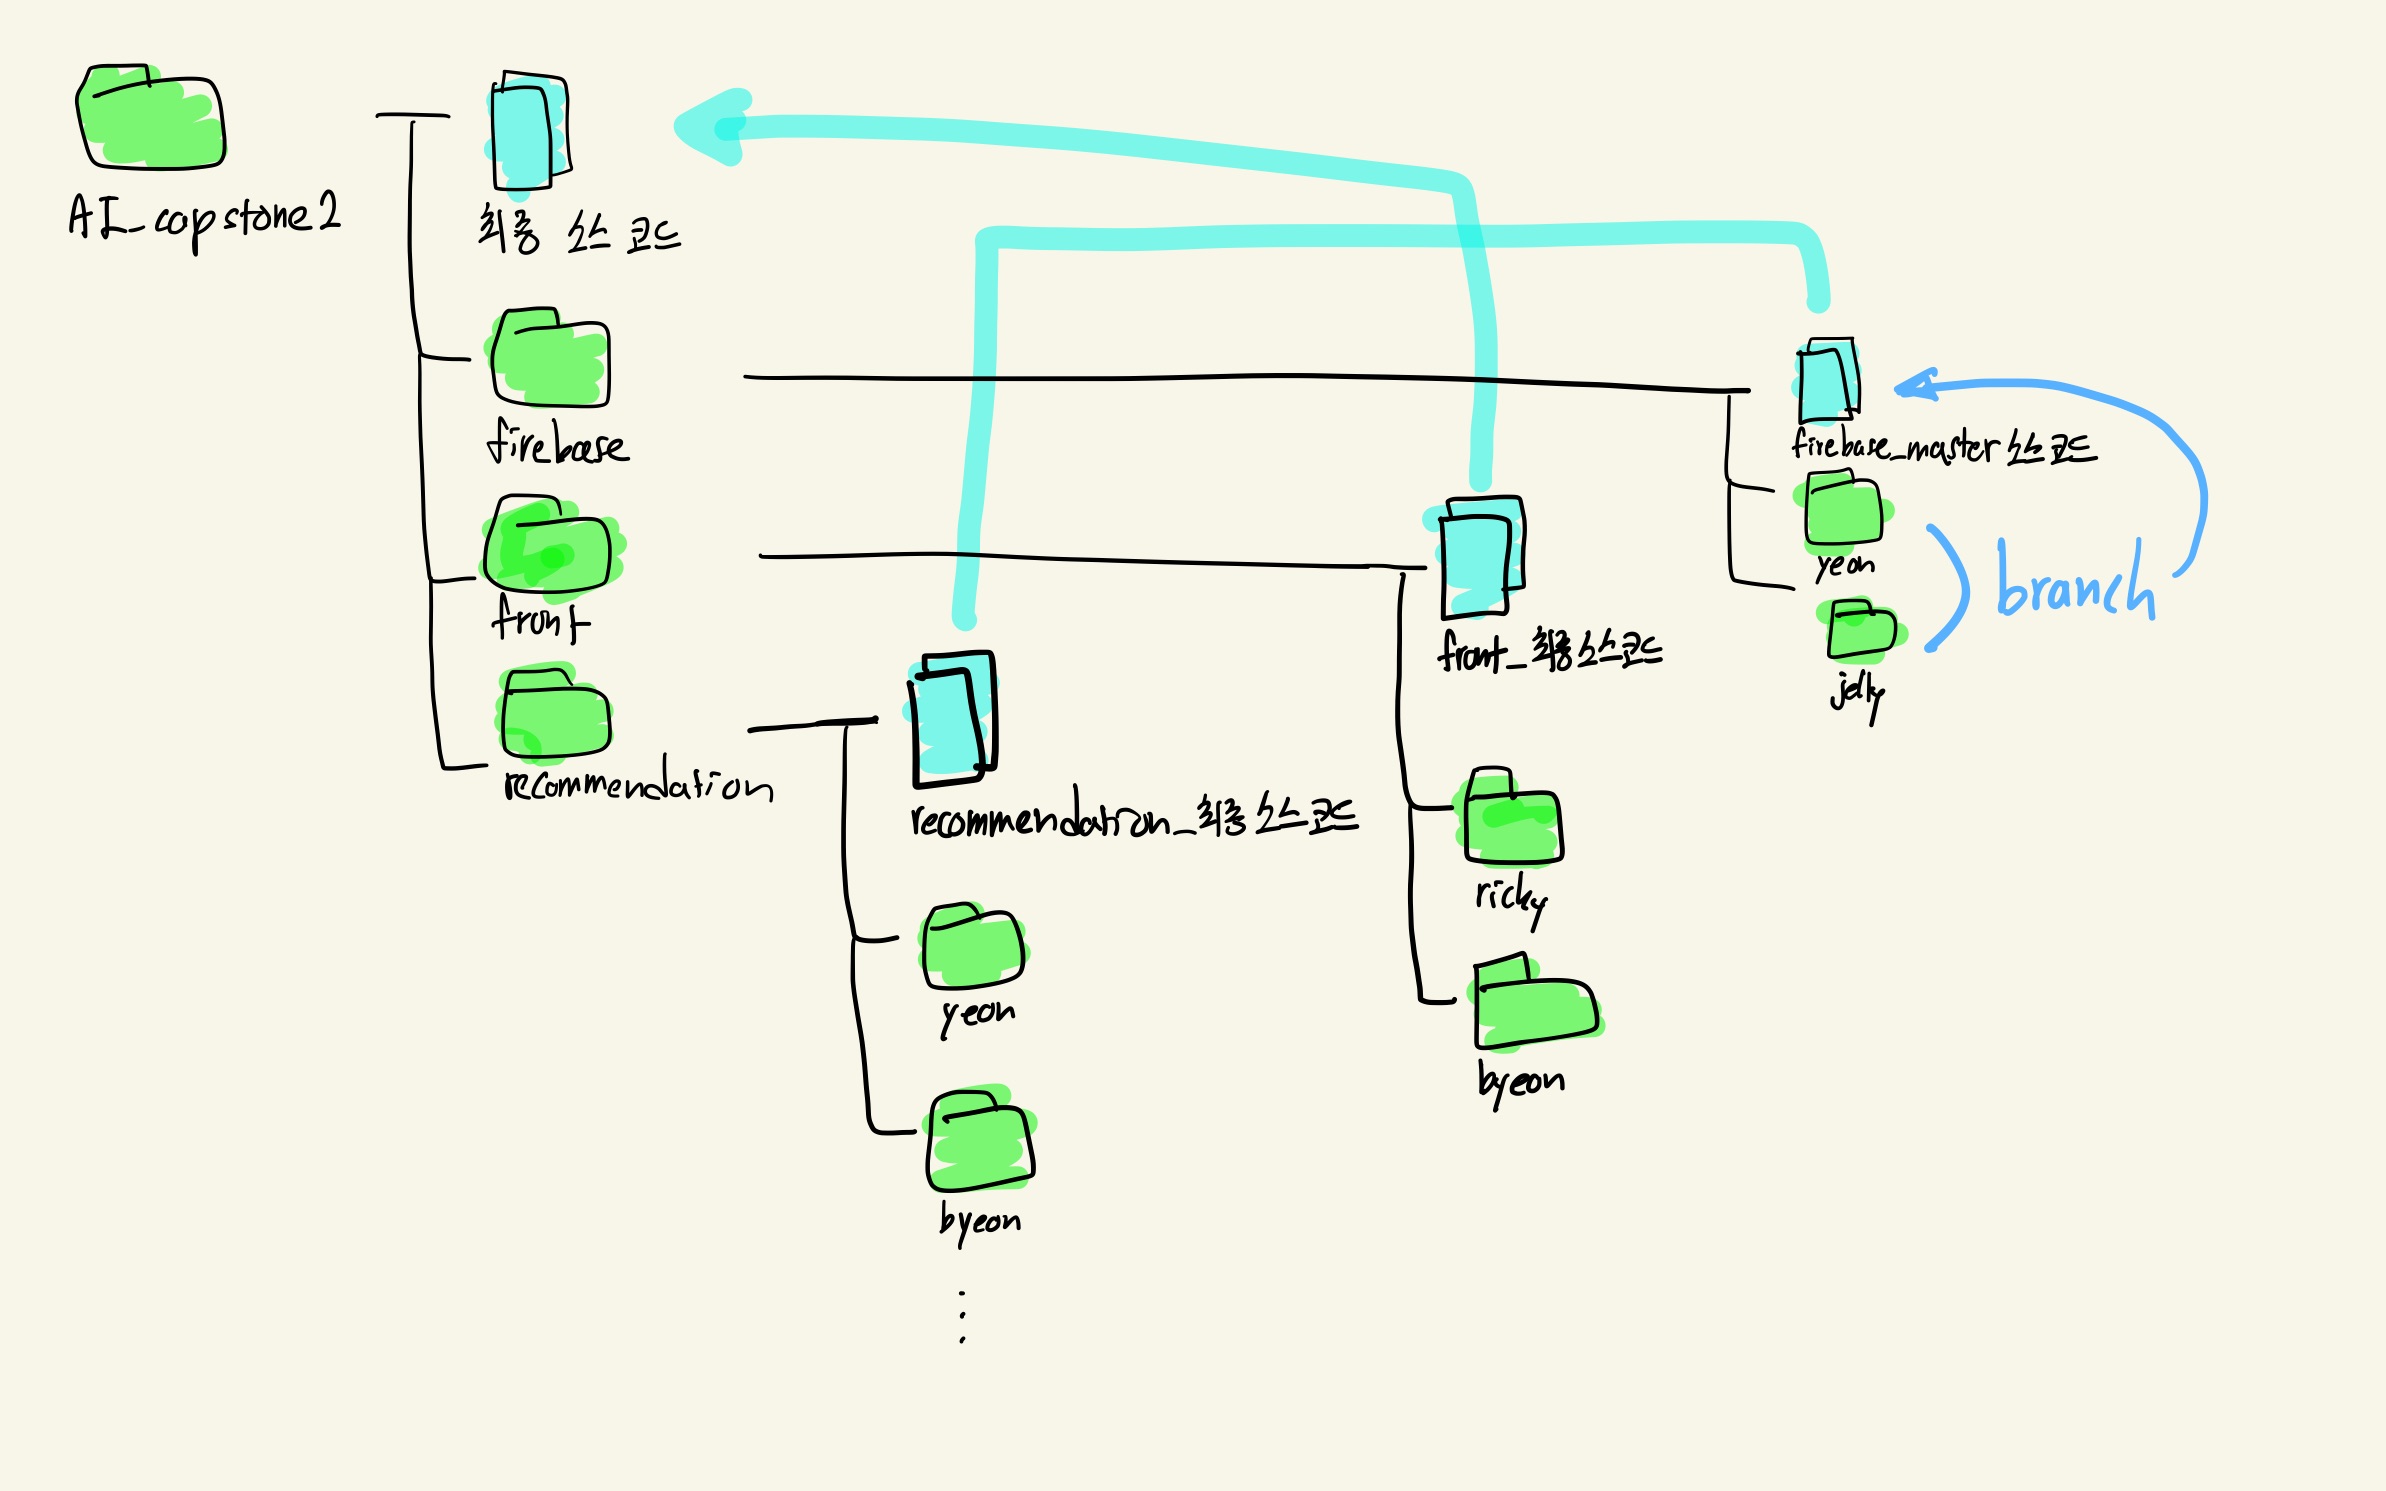 AI_capstone2
최종 소스 코드
firebase
front
recommendation
firebase_master 소스코드
yeon
jelly
branch
front_최종소스코드
ricky
byeon
recommendation_최종 소스코드
yeon
byeon